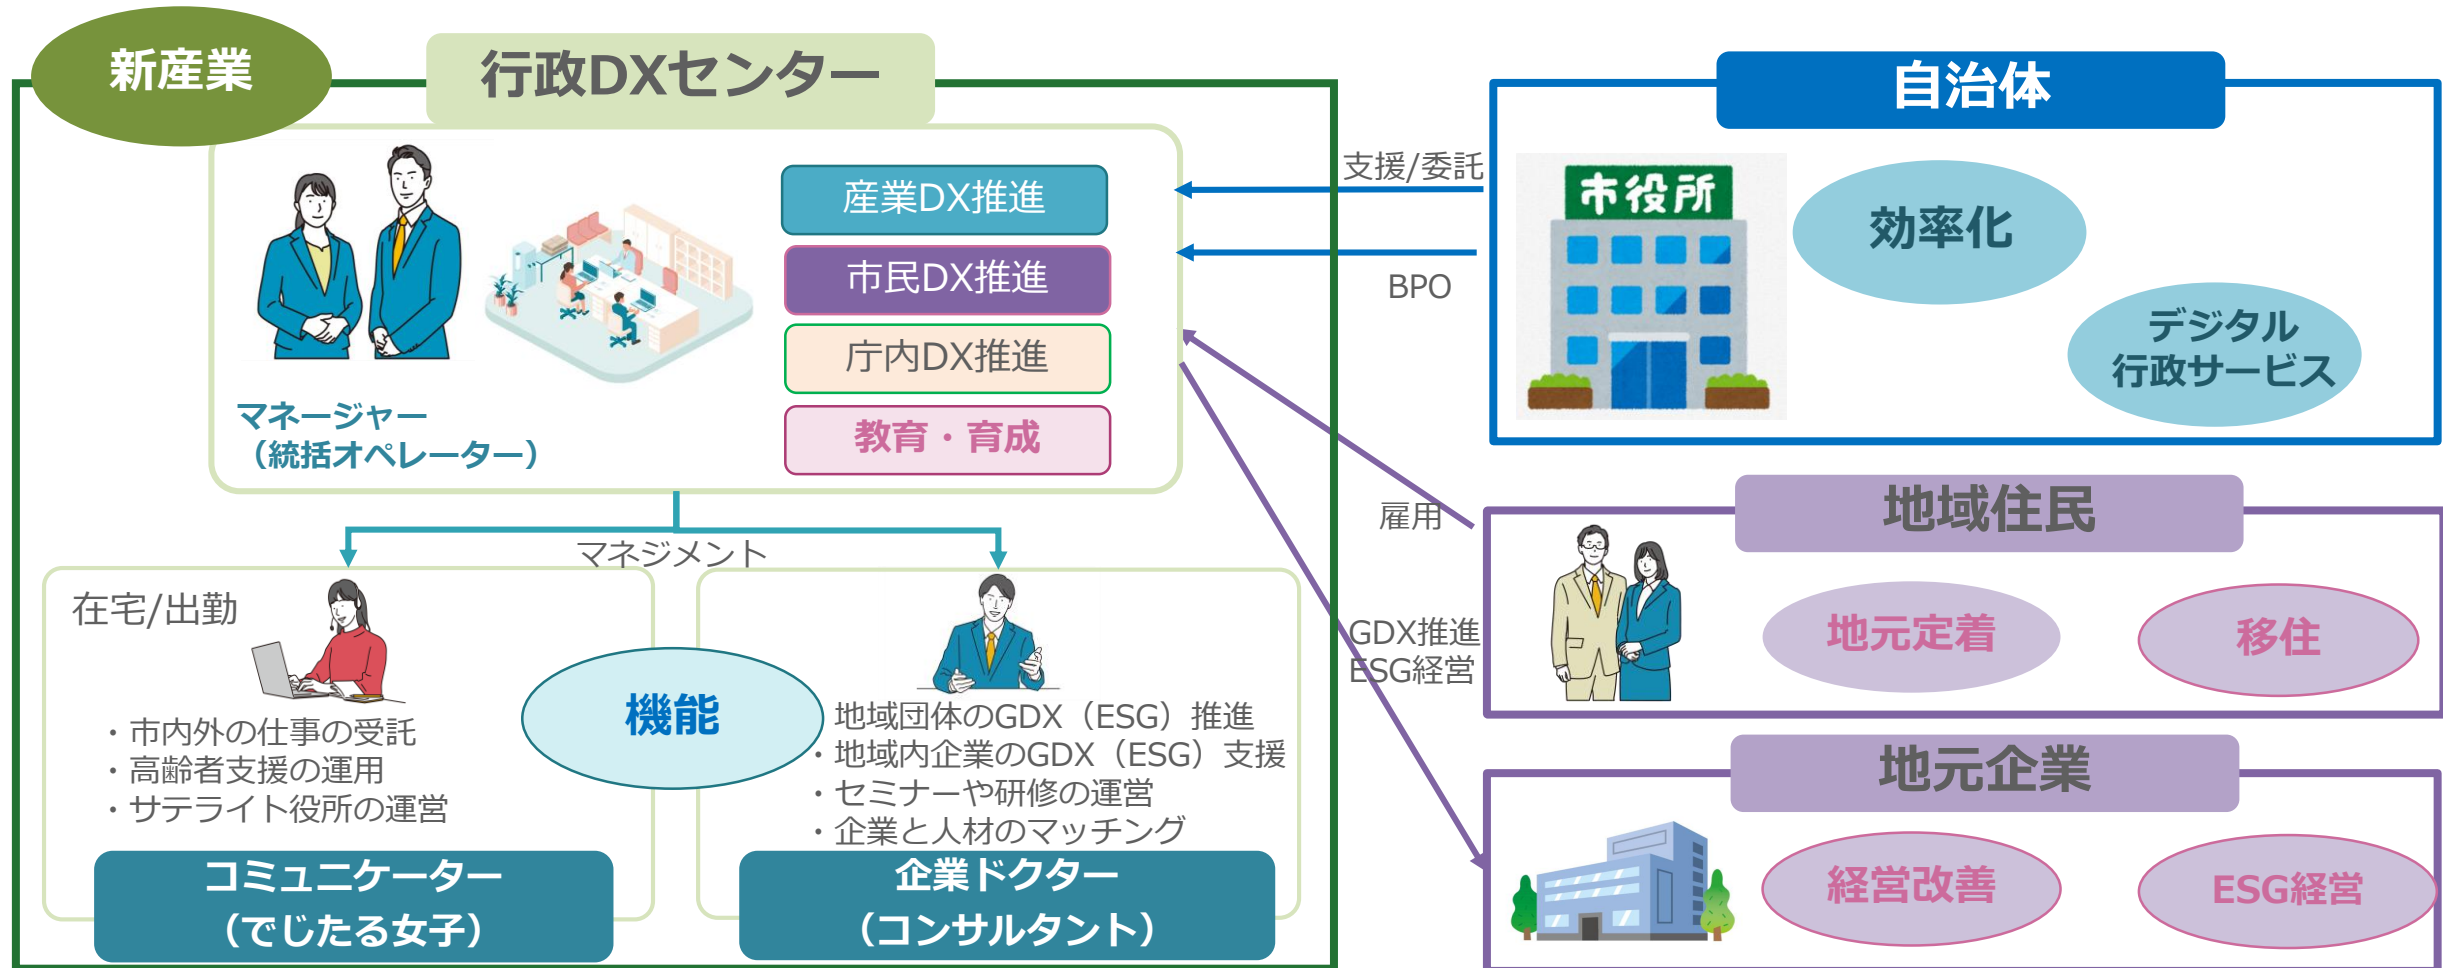 新産業
行政DXセンター
産業DX推進
市民DX推進
庁内DX推進
教育・育成
マネージャー
（統括オペレーター）
マネジメント
在宅/出勤
・市内外の仕事の受託
・高齢者支援の運用
・サテライト役所の運営
コミュニケーター
（でじたる女子）
機能
地域団体のGDX（ESG）推進
・地域内企業のGDX（ESG）支援
・セミナーや研修の運営
・企業と人材のマッチング
企業ドクター
（コンサルタント）
支援/委託
BPO
雇用
GDX推進
ESG経営
自治体
市役所
効率化
デジタル
行政サービス
地域住民
地元定着
移住
地元企業
経営改善
ESG経営